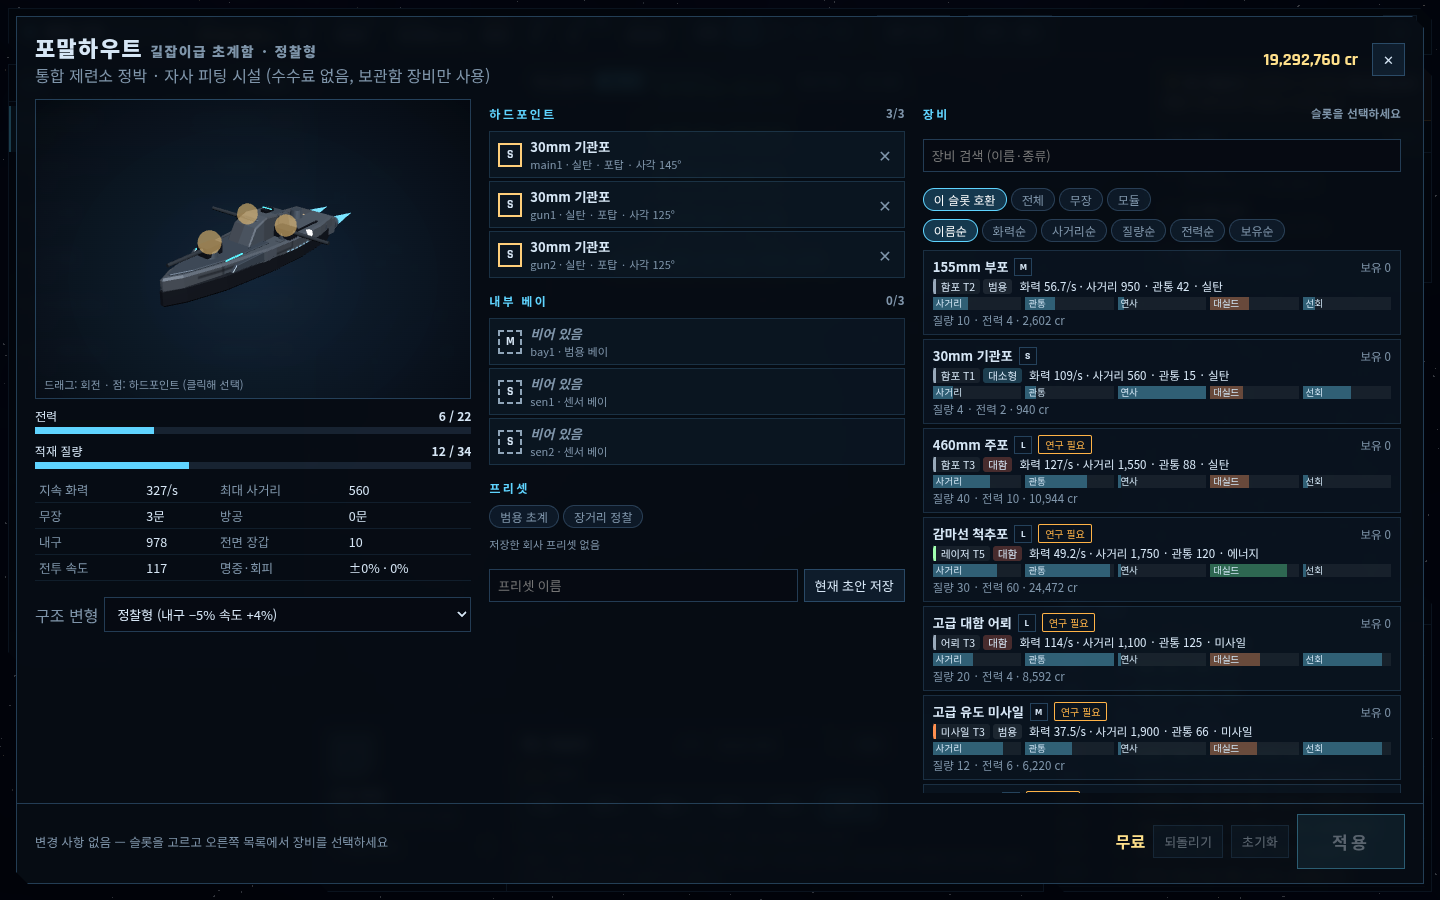 포말하우트 길잡이급 초계함 · 정찰형
통합 제련소 정박 · 자사 피팅 시설 (수수료 없음, 보관함 장비만 사용)
19,292,760 cr
×
드래그: 회전 · 점: 하드포인트 (클릭해 선택)
전력 6 / 22
적재 질량 12 / 34
지속 화력 327/s 최대 사거리 560
무장 3문 방공 0문
내구 978 전면 장갑 10
전투 속도 117 명중·회피 ±0% · 0%
구조 변형 정찰형 (내구 −5% 속도 +4%)
하드포인트 3/3
S 30mm 기관포 ×
main1 · 실탄 · 포탑 · 사각 145°
S 30mm 기관포 ×
gun1 · 실탄 · 포탑 · 사각 125°
S 30mm 기관포 ×
gun2 · 실탄 · 포탑 · 사각 125°
내부 베이 0/3
M 비어 있음
bay1 · 범용 베이
S 비어 있음
sen1 · 센서 베이
S 비어 있음
sen2 · 센서 베이
프리셋
범용 초계 장거리 정찰
저장한 회사 프리셋 없음
프리셋 이름 현재 초안 저장
장비 슬롯을 선택하세요
장비 검색 (이름·종류)
이 슬롯 호환 전체 무장 모듈
이름순 화력순 사거리순 질량순 전력순 보유순
155mm 부포 M 보유 0
함포 T2 범용 화력 56.7/s · 사거리 950 · 관통 42 · 실탄
사거리 관통 연사 대실드 선회
질량 10 · 전력 4 · 2,602 cr
30mm 기관포 S 보유 0
함포 T1 대소형 화력 109/s · 사거리 560 · 관통 15 · 실탄
사거리 관통 연사 대실드 선회
질량 4 · 전력 2 · 940 cr
460mm 주포 L 연구 필요 보유 0
함포 T3 대함 화력 127/s · 사거리 1,550 · 관통 88 · 실탄
사거리 관통 연사 대실드 선회
질량 40 · 전력 10 · 10,944 cr
감마선 척추포 L 연구 필요 보유 0
레이저 T5 대함 화력 49.2/s · 사거리 1,750 · 관통 120 · 에너지
사거리 관통 연사 대실드 선회
질량 30 · 전력 60 · 24,472 cr
고급 대함 어뢰 L 연구 필요 보유 0
어뢰 T3 대함 화력 114/s · 사거리 1,100 · 관통 125 · 미사일
사거리 관통 연사 대실드 선회
질량 20 · 전력 4 · 8,592 cr
고급 유도 미사일 M 연구 필요 보유 0
미사일 T3 범용 화력 37.5/s · 사거리 1,900 · 관통 66 · 미사일
사거리 관통 연사 대실드 선회
질량 12 · 전력 6 · 6,220 cr
변경 사항 없음 — 슬롯을 고르고 오른쪽 목록에서 장비를 선택하세요
무료 되돌리기 초기화 적용